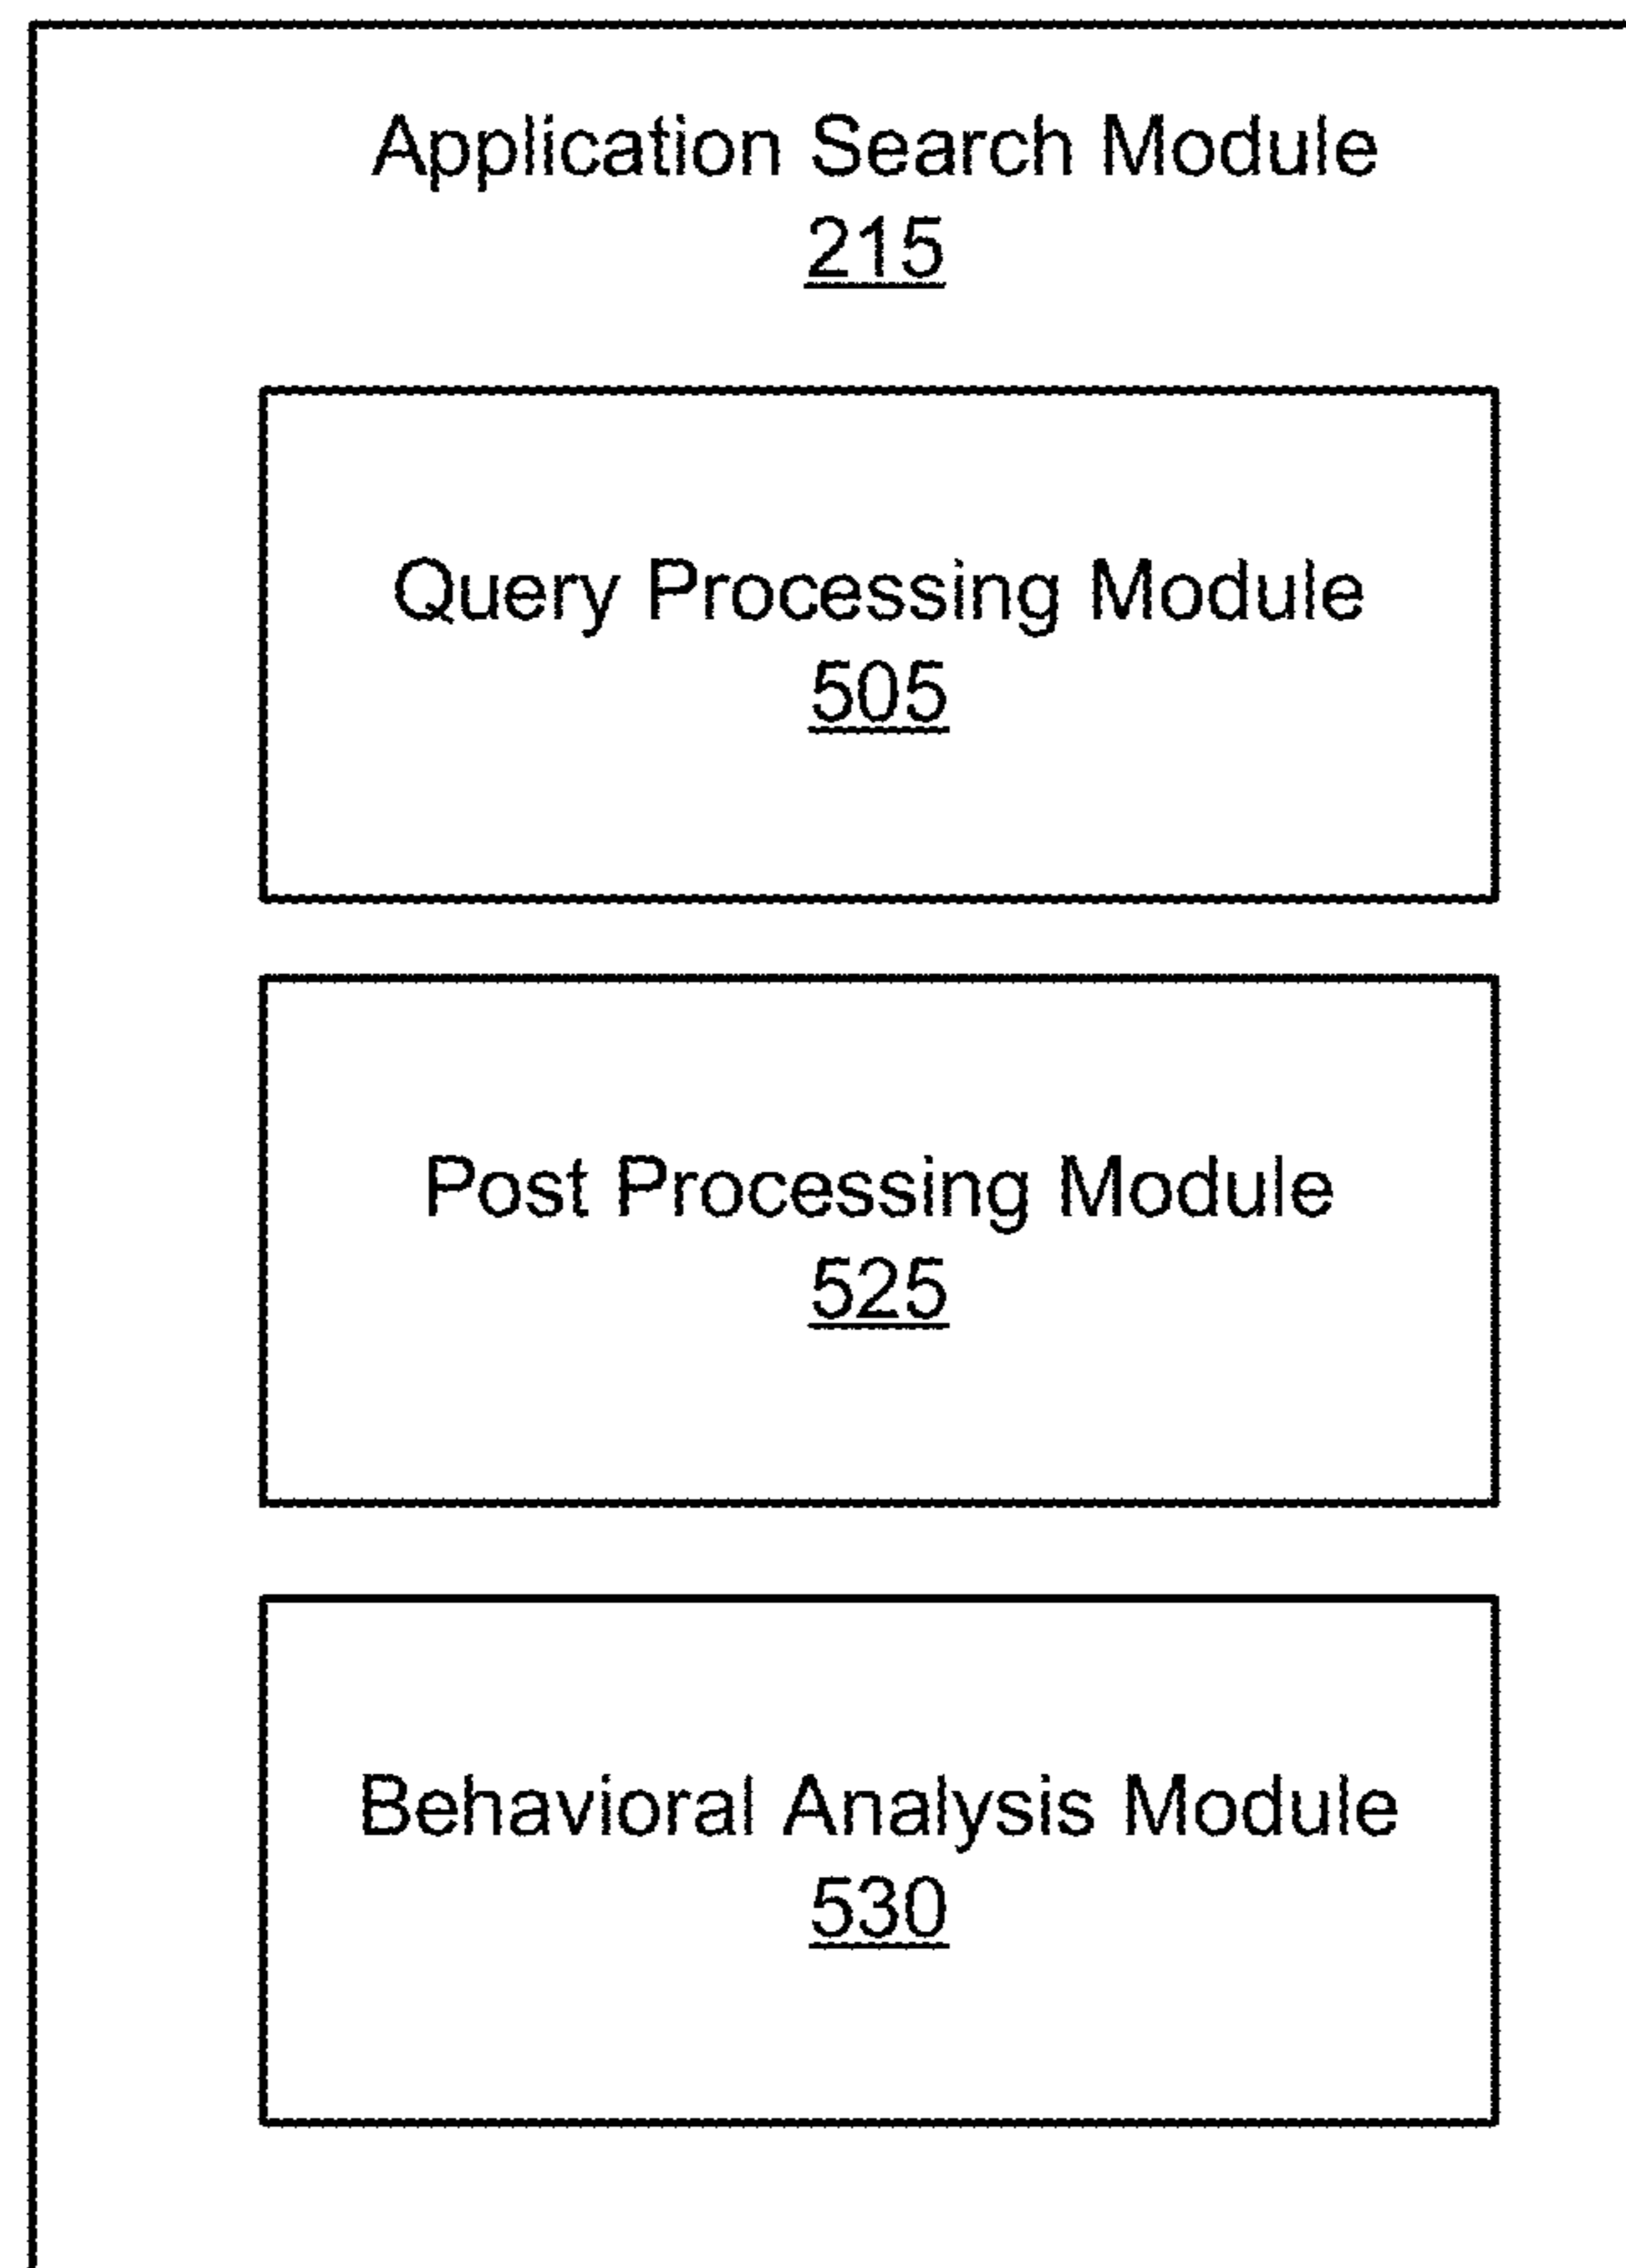 Application Search Module
215
Query Processing Module
505
Post Processing Module
525
Behavioral Analysis Module
530